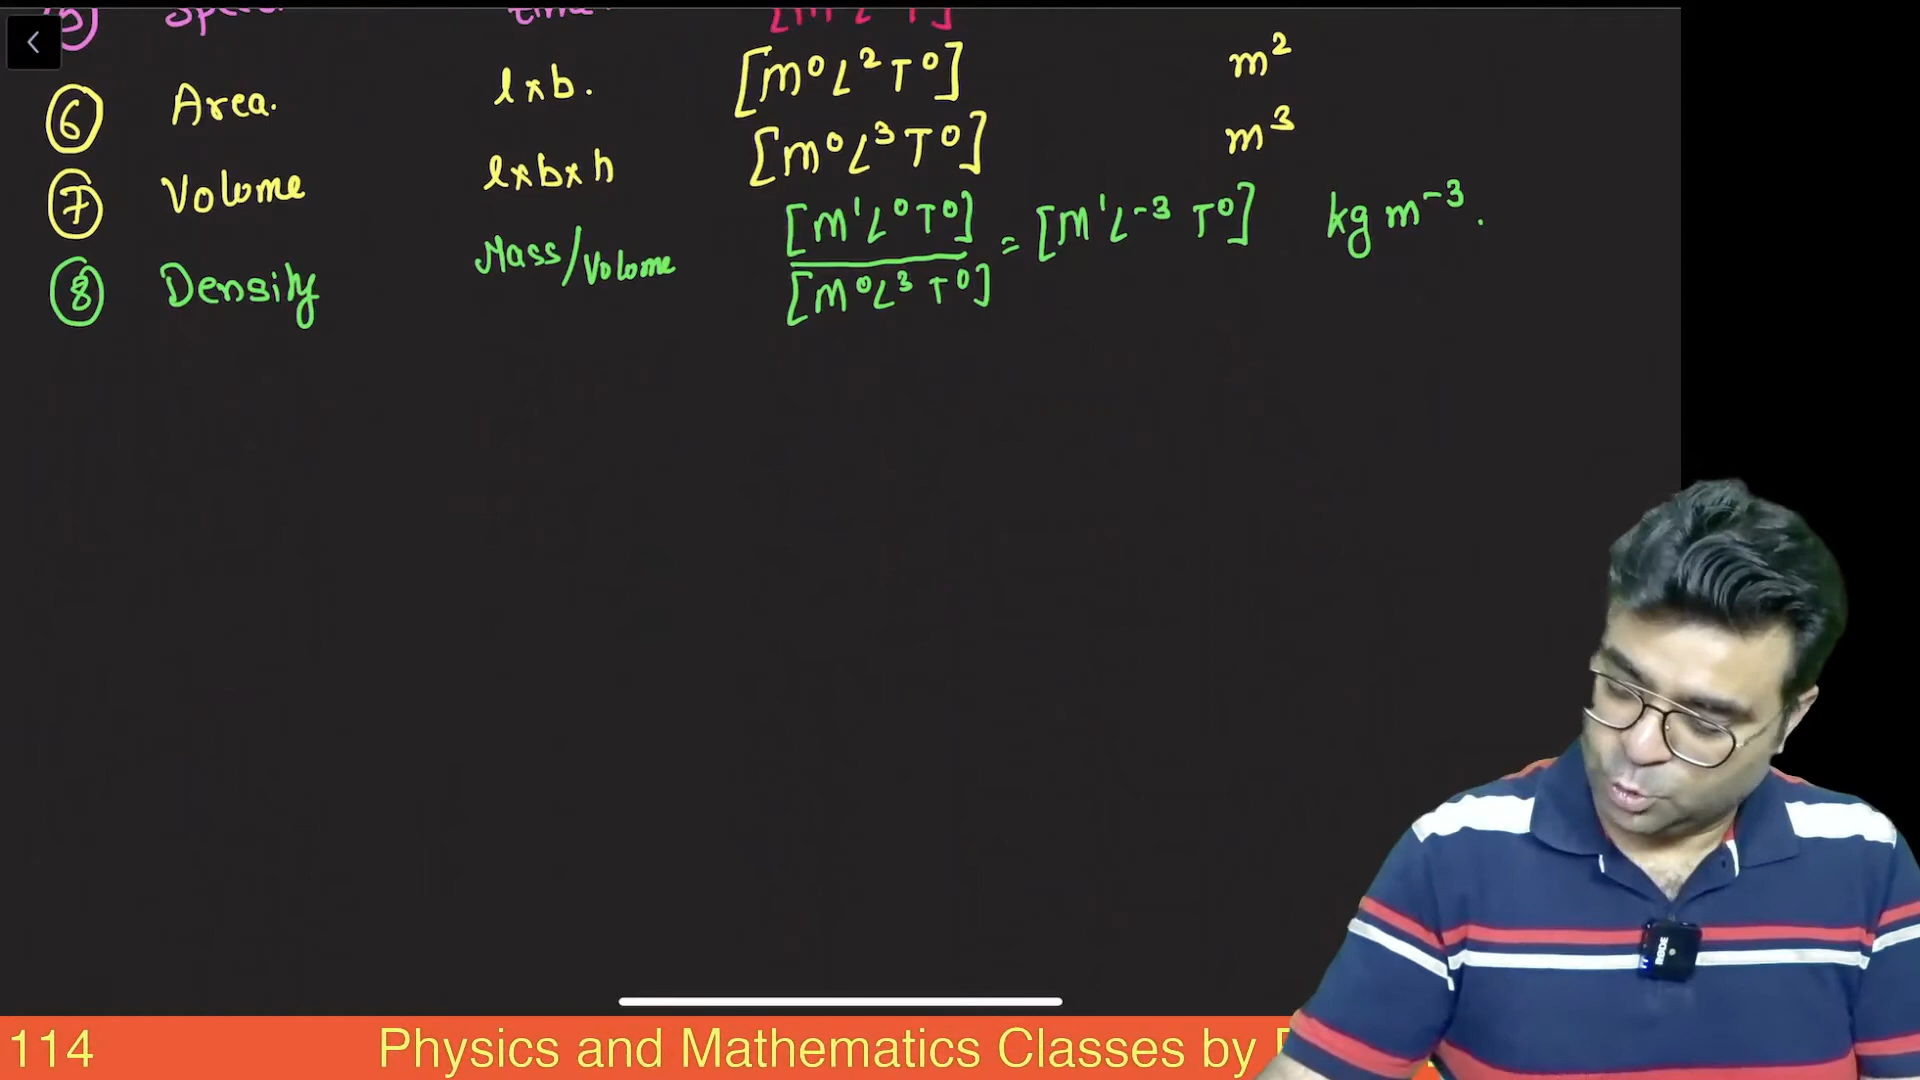 6 Area. l×b. [M⁰L²T⁰] m²
7 Volume l×b×h [M⁰L³T⁰] m³
8 Density Mass/Volume [M¹L⁰T⁰]/[M⁰L³T⁰] = [M¹L⁻³T⁰] kg m⁻³.
RØDE
114 Physics and Mathematics Classes by